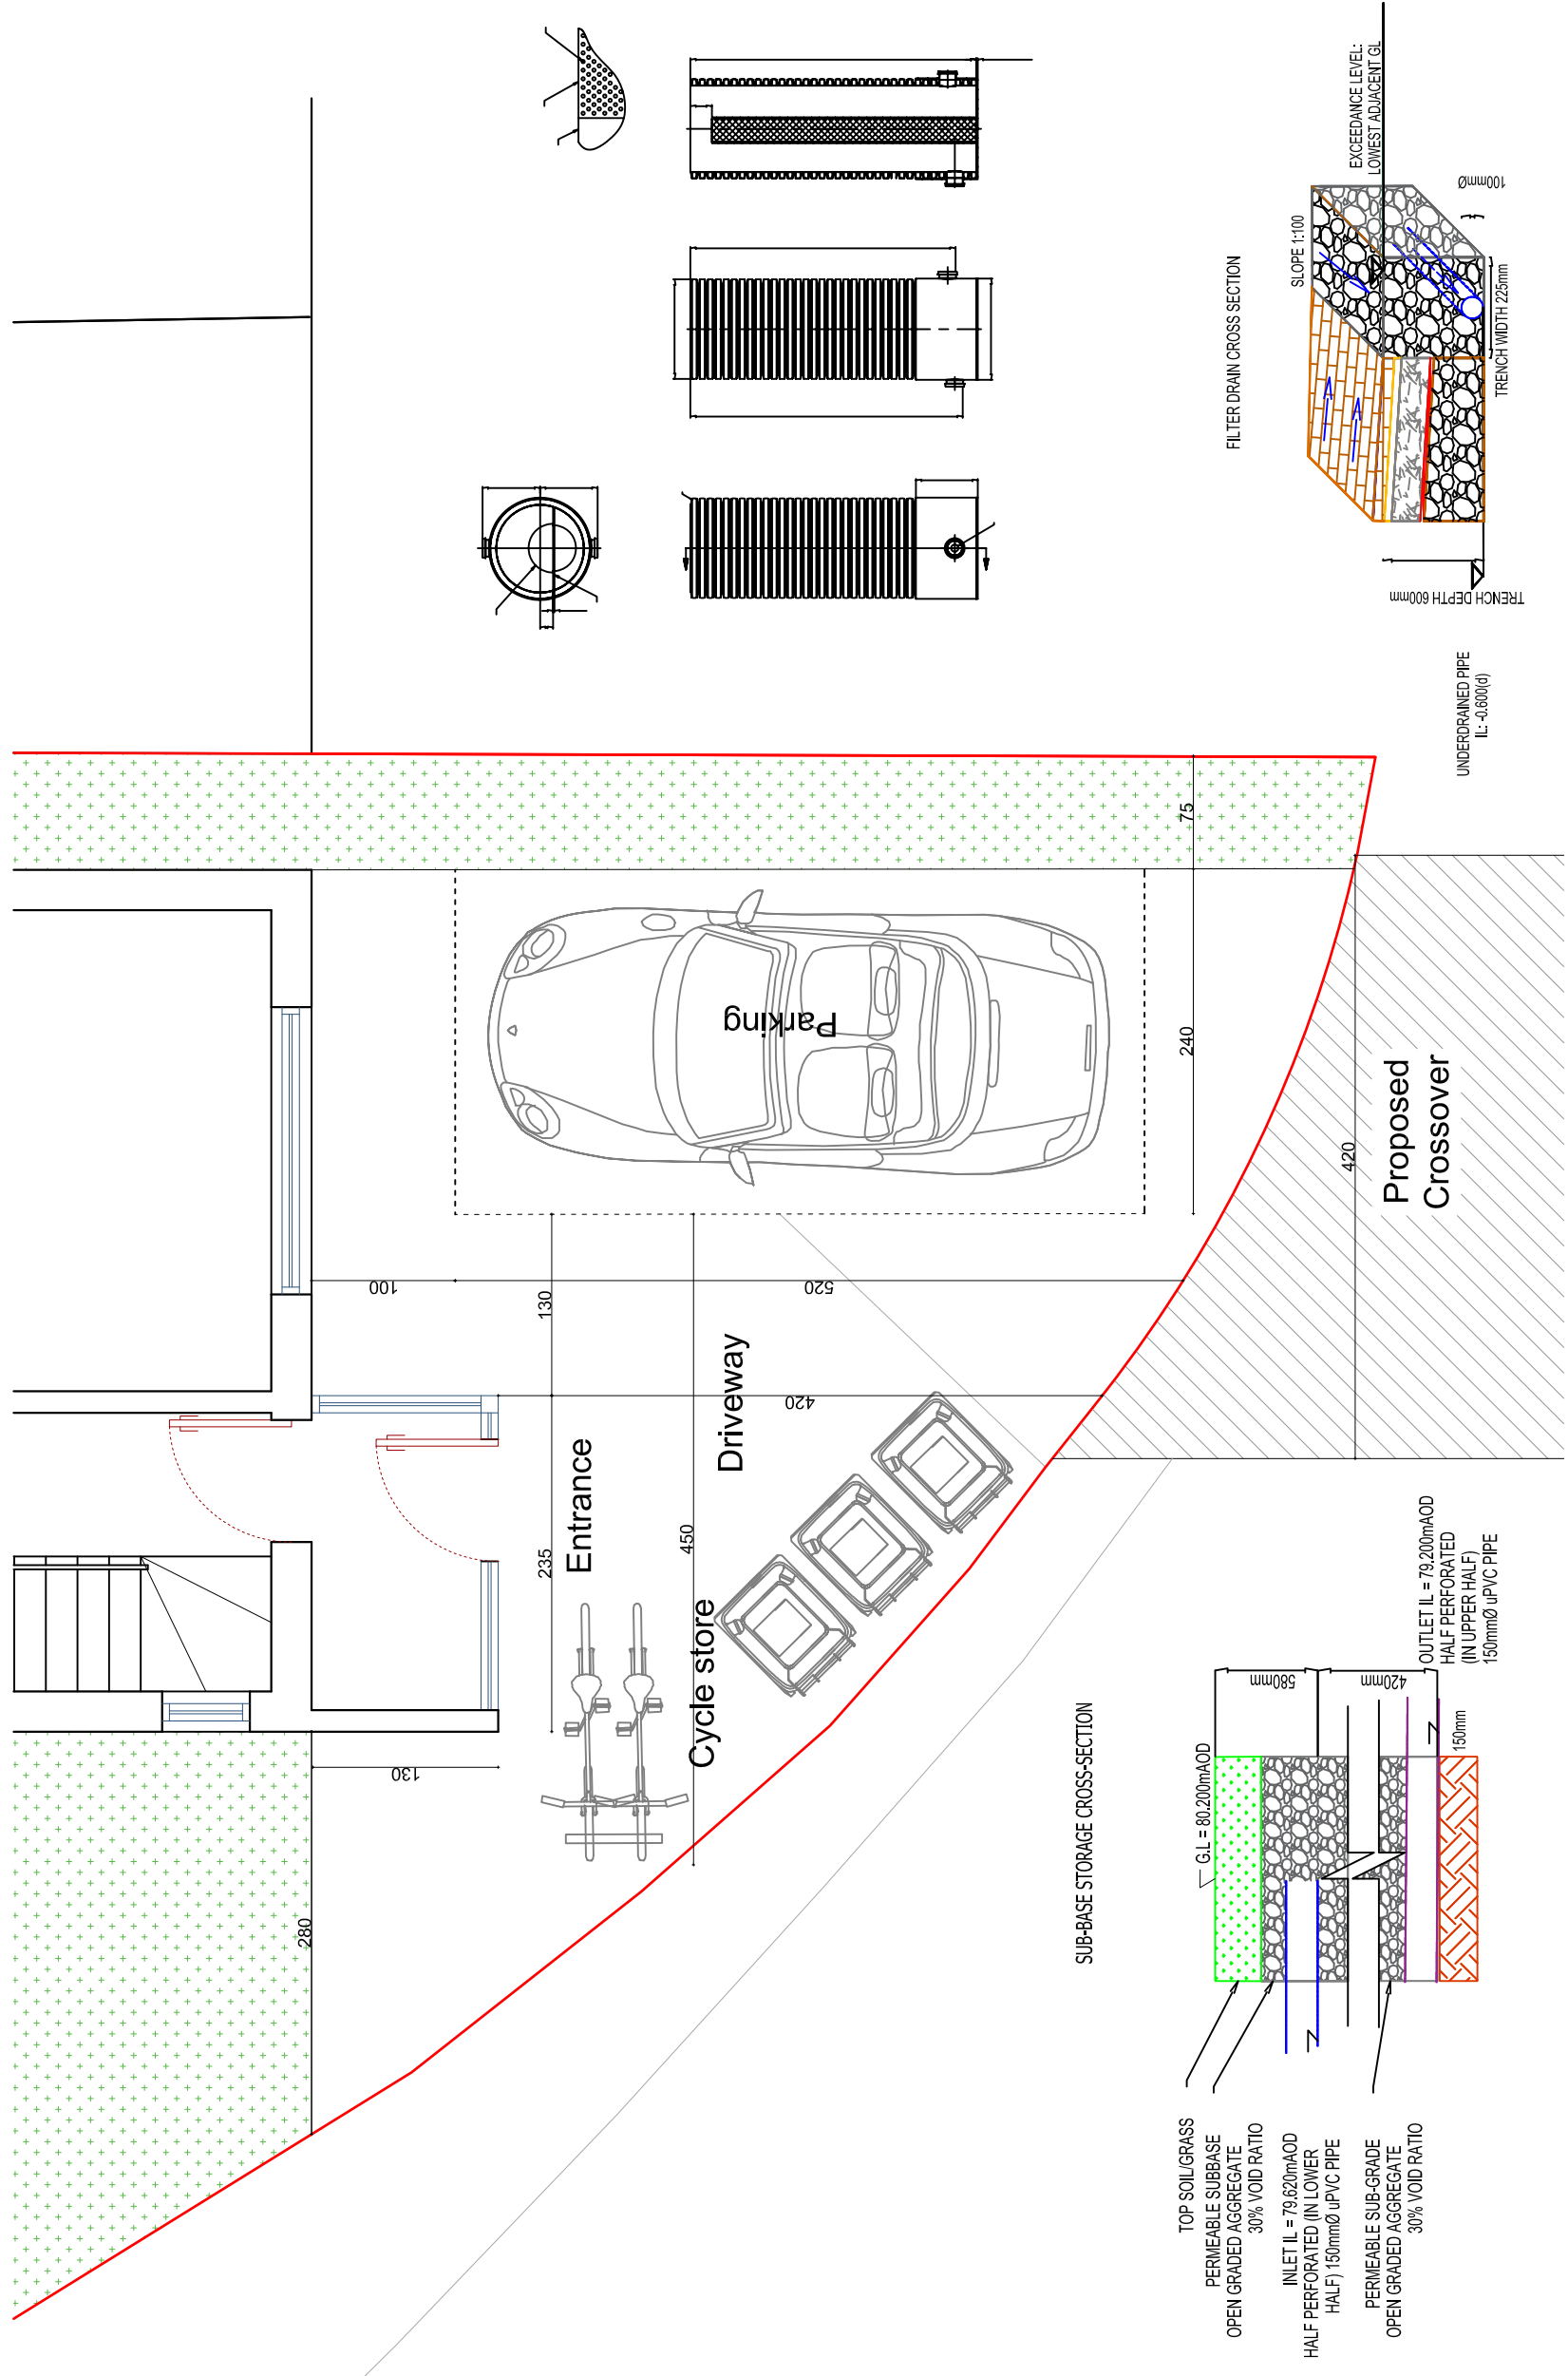 EXCEEDANCE LEVEL:
LOWEST ADJACENT GL
SLOPE 1:100
100mmØ
FILTER DRAIN CROSS SECTION
TRENCH WIDTH 225mm
TRENCH DEPTH 600mm
UNDERDRAINED PIPE
IL: -0.600(d)
75
Parking
240
Proposed
Crossover
420
100
520
130
Driveway
420
Entrance
235
450
Cycle store
130
280
SUB-BASE STORAGE CROSS-SECTION
OUTLET IL = 79.200mAOD
HALF PERFORATED
(IN UPPER HALF)
150mmØ uPVC PIPE
580mm
420mm
150mm
G.L = 80.200mAOD
TOP SOIL/GRASS
PERMEABLE SUBBASE
OPEN GRADED AGGREGATE
30% VOID RATIO
INLET IL = 79.620mAOD
HALF PERFORATED (IN LOWER
HALF) 150mmØ uPVC PIPE
PERMEABLE SUB-GRADE
OPEN GRADED AGGREGATE
30% VOID RATIO